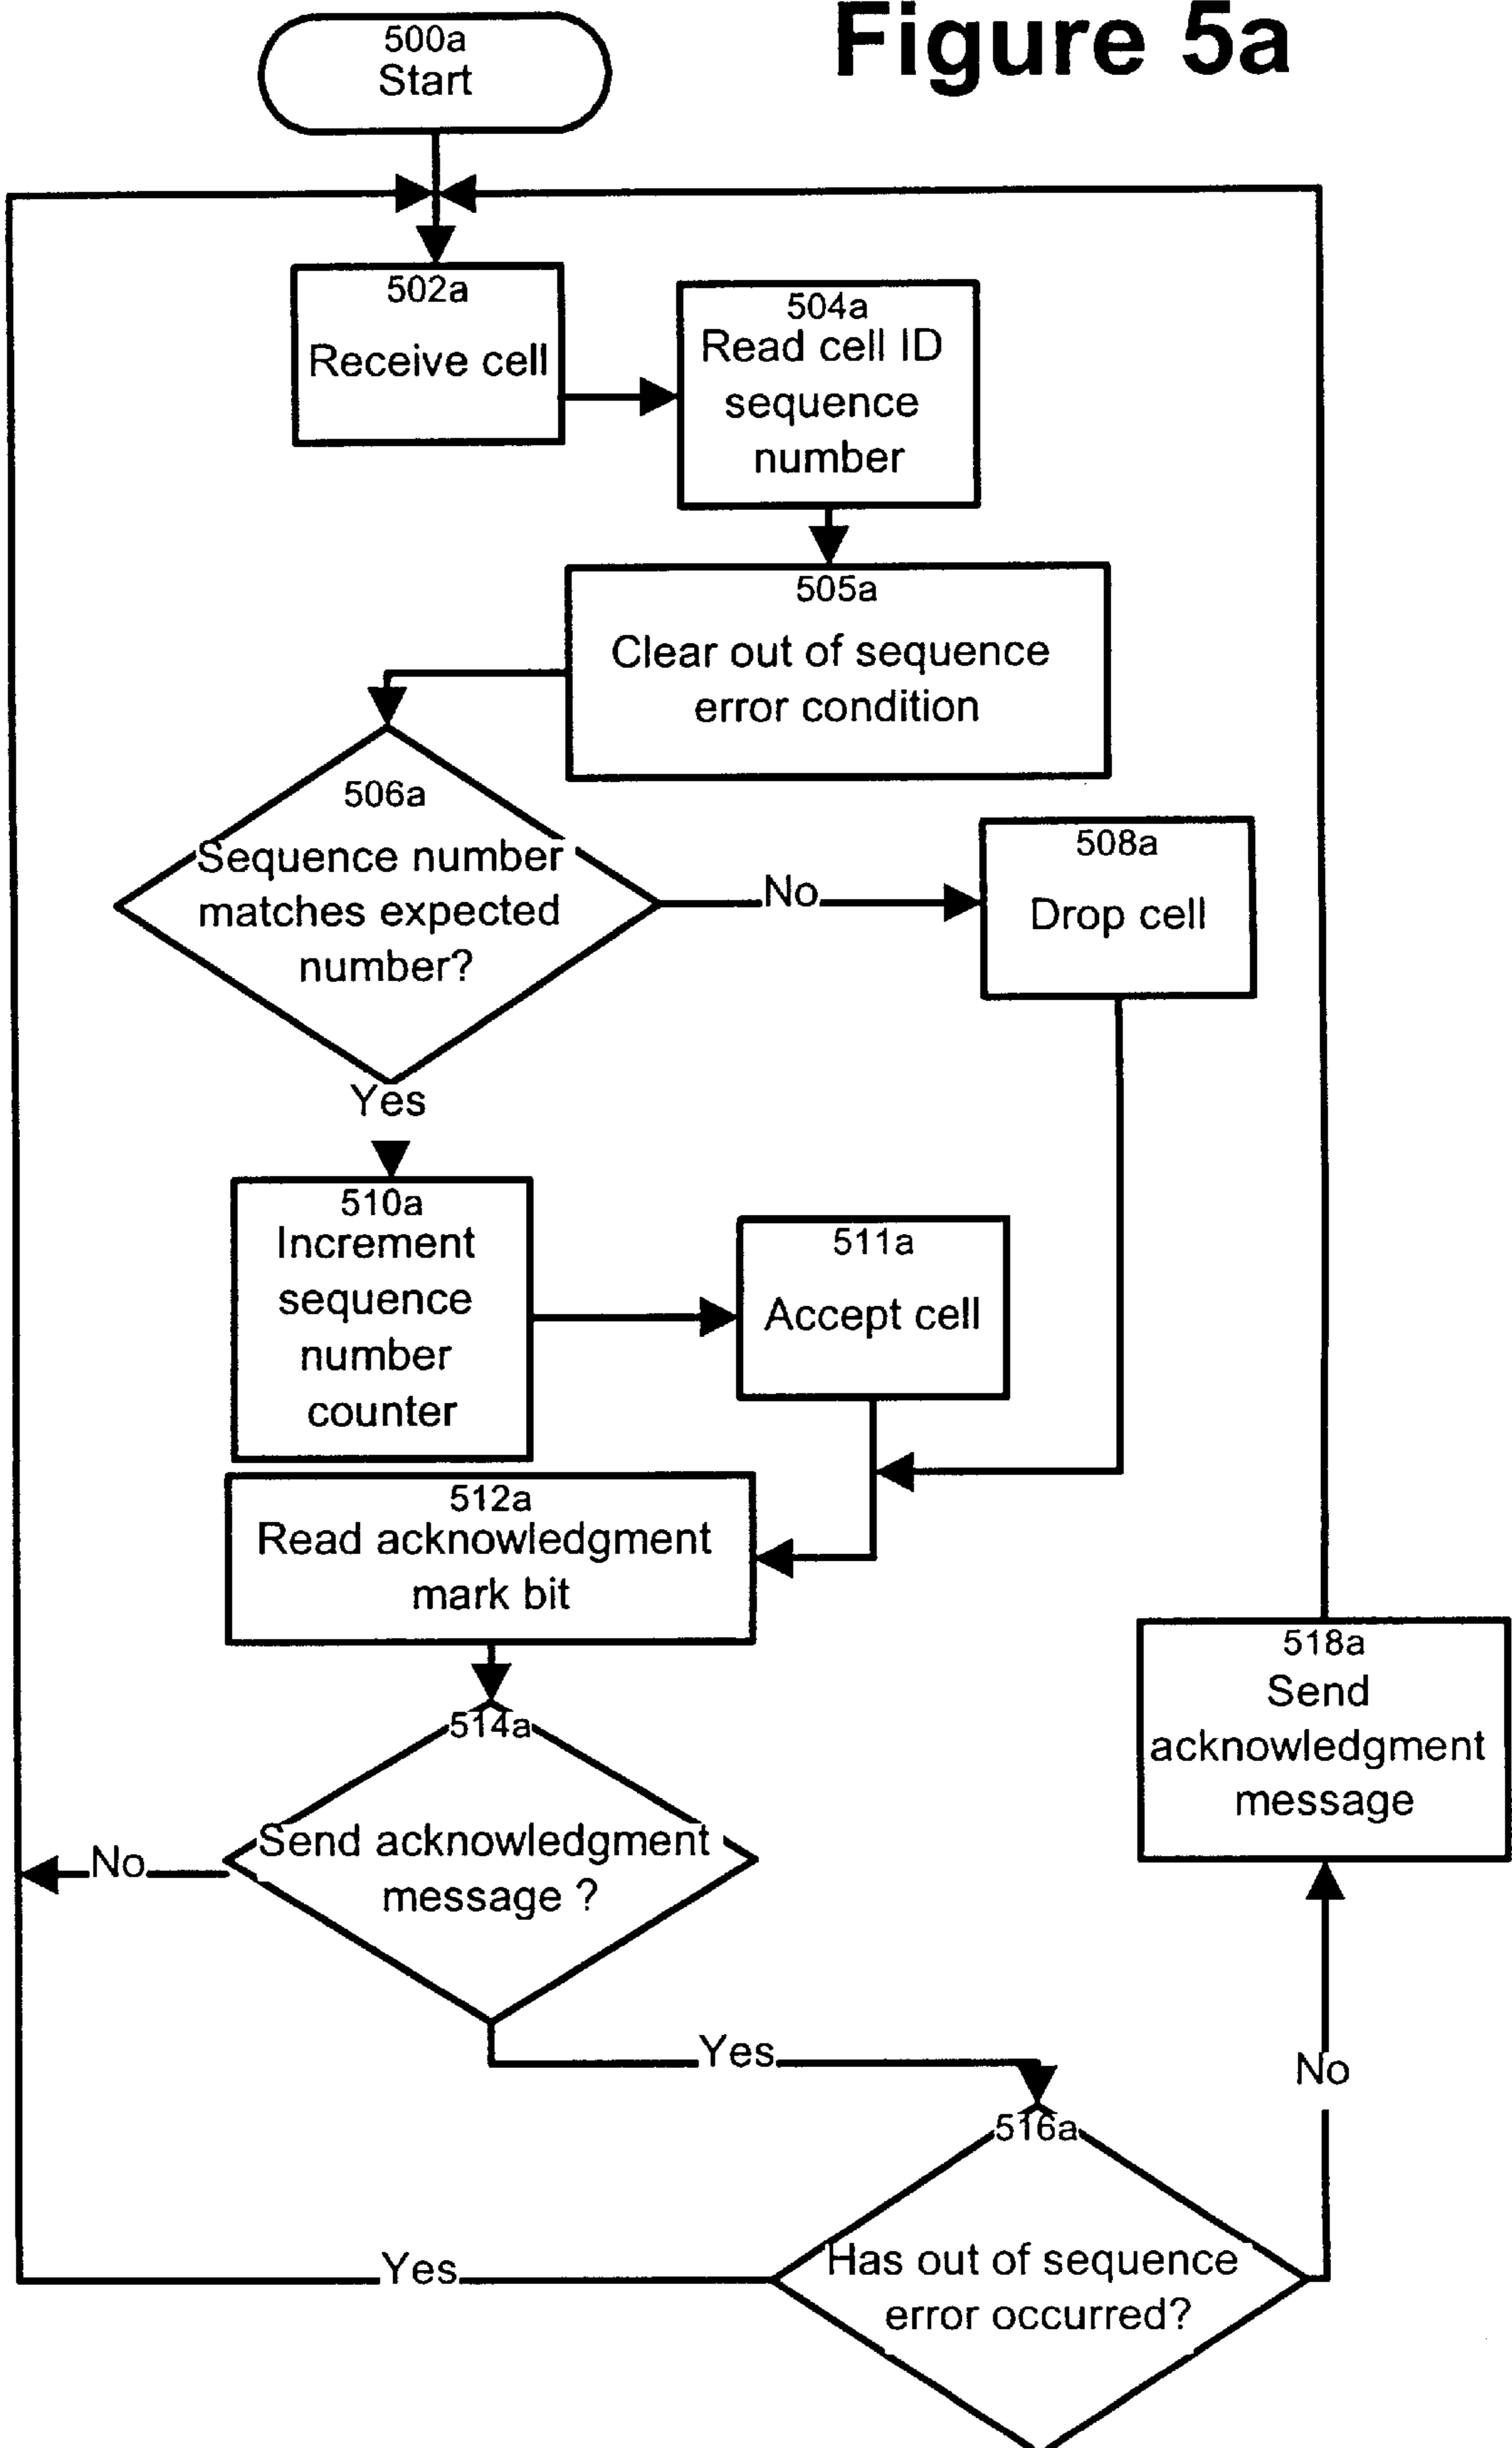 Figure 5a
500a
Start
502a
Receive cell
504a
Read cell ID
sequence
number
505a
Clear out of sequence
error condition
506a
Sequence number
matches expected
number?
No
508a
Drop cell
Yes
510a
Increment
sequence
number
counter
511a
Accept cell
512a
Read acknowledgment
mark bit
514a
Send acknowledgment
message ?
No
Yes
516a
Has out of sequence
error occurred?
Yes
No
518a
Send
acknowledgment
message